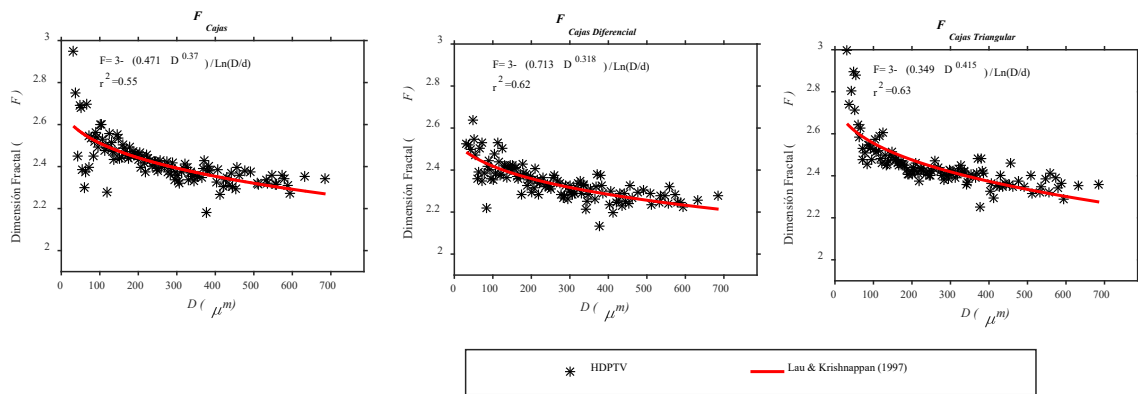 F Cajas
F= 3- (0.471 D 0.37 )/Ln(D/d)
r 2 =0.55
3
2.8
2.6
2.4
2.2
2
Dimensión Fractal ( F )
0 100 200 300 400 500 600 700
D ( μm)
F Cajas Diferencial
F= 3- (0.713 D 0.318 )/Ln(D/d)
r 2 =0.62
3
2.8
2.6
2.4
2.2
2
Dimensión Fractal ( F )
0 100 200 300 400 500 600 700
D ( μm)
F Cajas Triangular
F= 3- (0.349 D 0.415 )/Ln(D/d)
r 2 =0.63
3
2.8
2.6
2.4
2.2
2
Dimensión Fractal ( F )
0 100 200 300 400 500 600 700
D ( μm)
HDPTV
Lau & Krishnappan (1997)